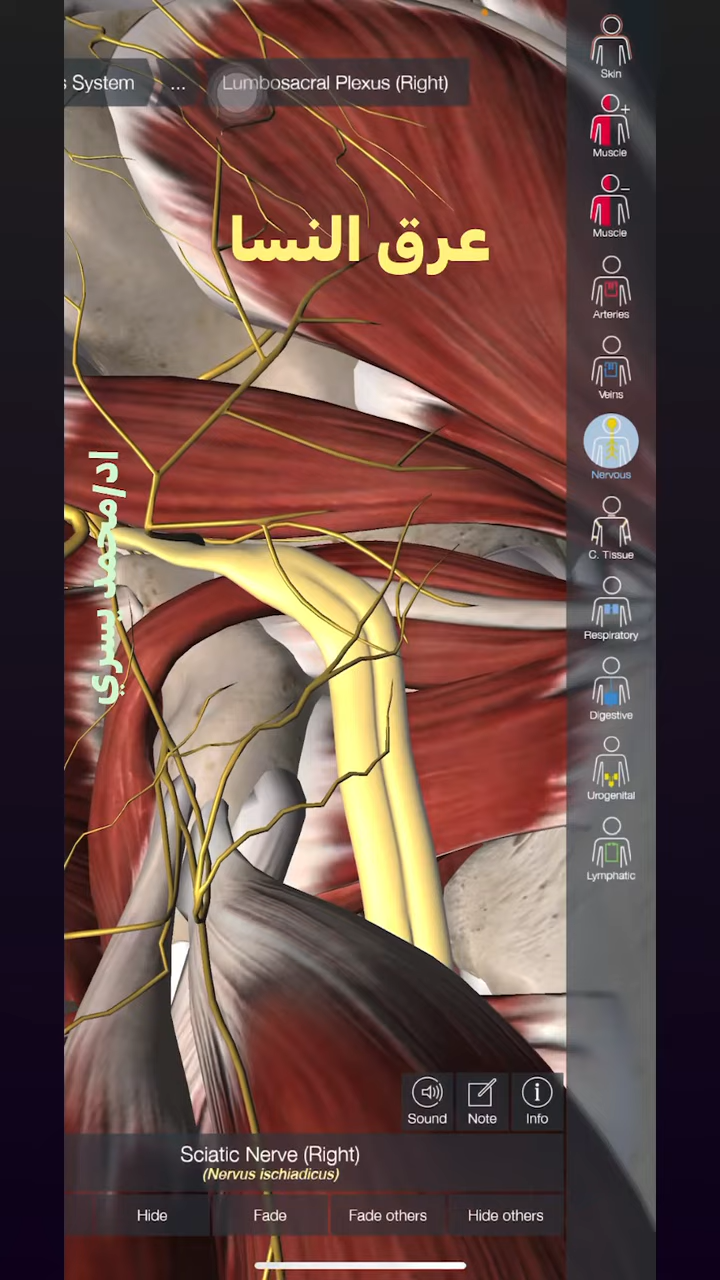 s System
...
Lumbosacral Plexus (Right)
عرق النسا
اد/محمد يسري
Skin
Muscle
Muscle
Arteries
Veins
Nervous
C. Tissue
Respiratory
Digestive
Urogenital
Lymphatic
Sound
Note
Info
Sciatic Nerve (Right)
(Nervus ischiadicus)
Hide
Fade
Fade others
Hide others